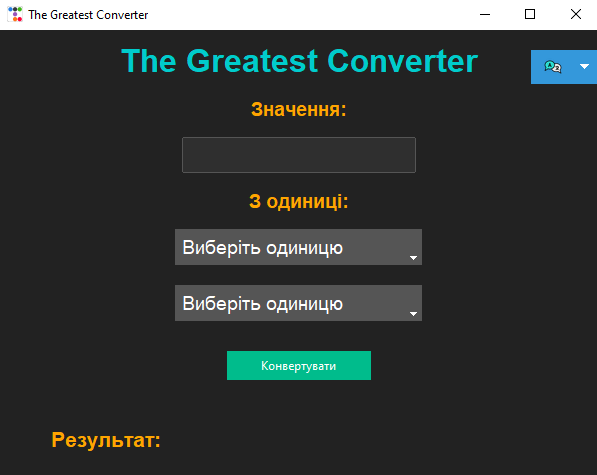 The Greatest Converter
The Greatest Converter
Значення:
З одиниці:
Виберіть одиницю
Виберіть одиницю
Конвертувати
Результат: